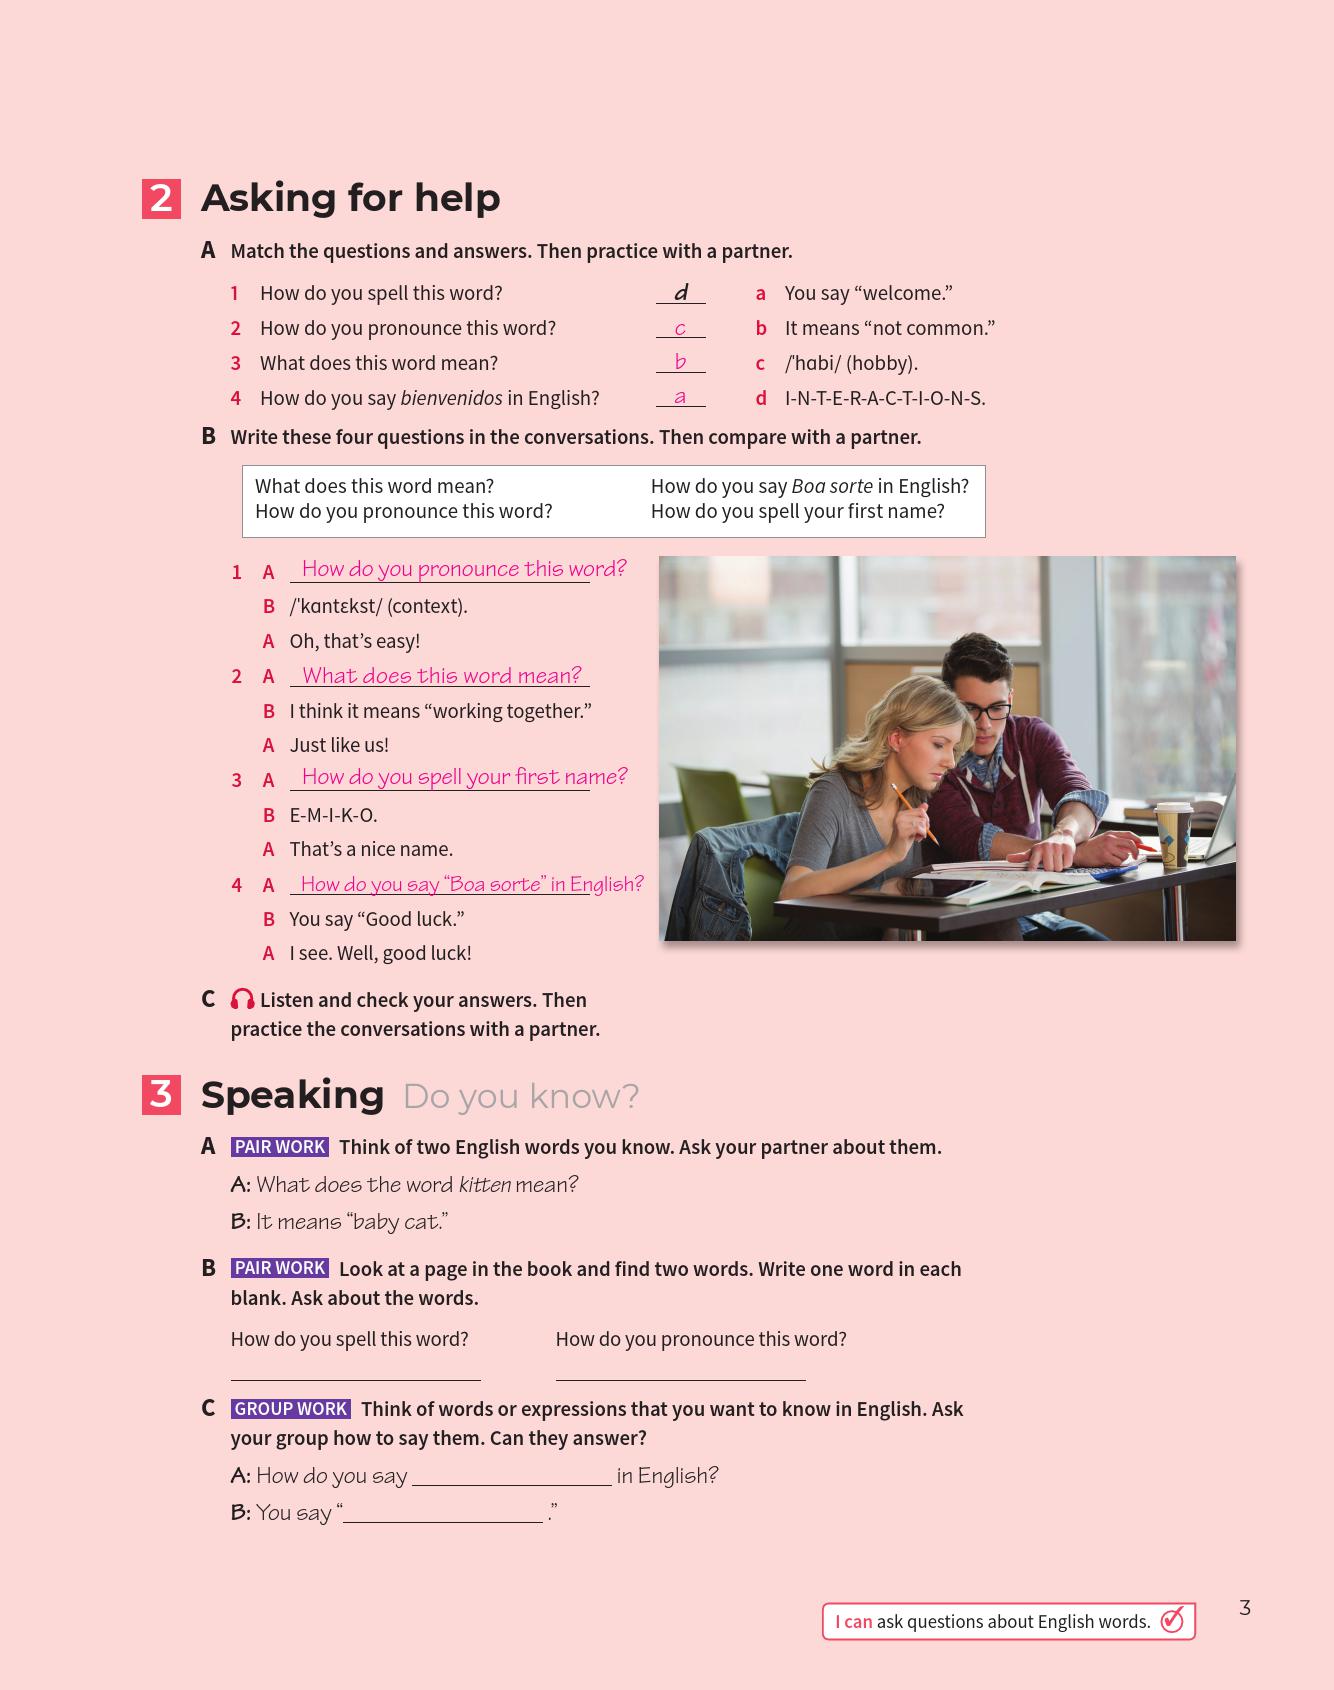 2 Asking for help
A Match the questions and answers. Then practice with a partner.
1 How do you spell this word? d a You say “welcome.”
2 How do you pronounce this word? c b It means “not common.”
3 What does this word mean? b c /ˈhɑbi/ (hobby).
4 How do you say bienvenidos in English? a d I-N-T-E-R-A-C-T-I-O-N-S.
B Write these four questions in the conversations. Then compare with a partner.
What does this word mean? How do you say Boa sorte in English?
How do you pronounce this word? How do you spell your first name?
1 A How do you pronounce this word?
B /ˈkɑntɛkst/ (context).
A Oh, that’s easy!
2 A What does this word mean?
B I think it means “working together.”
A Just like us!
3 A How do you spell your first name?
B E-M-I-K-O.
A That’s a nice name.
4 A How do you say “Boa sorte” in English?
B You say “Good luck.”
A I see. Well, good luck!
C Listen and check your answers. Then
practice the conversations with a partner.
3 Speaking Do you know?
A PAIR WORK Think of two English words you know. Ask your partner about them.
A: What does the word kitten mean?
B: It means “baby cat.”
B PAIR WORK Look at a page in the book and find two words. Write one word in each
blank. Ask about the words.
How do you spell this word? How do you pronounce this word?
C GROUP WORK Think of words or expressions that you want to know in English. Ask
your group how to say them. Can they answer?
A: How do you say ____ in English?
B: You say “____.”
I can ask questions about English words.
3